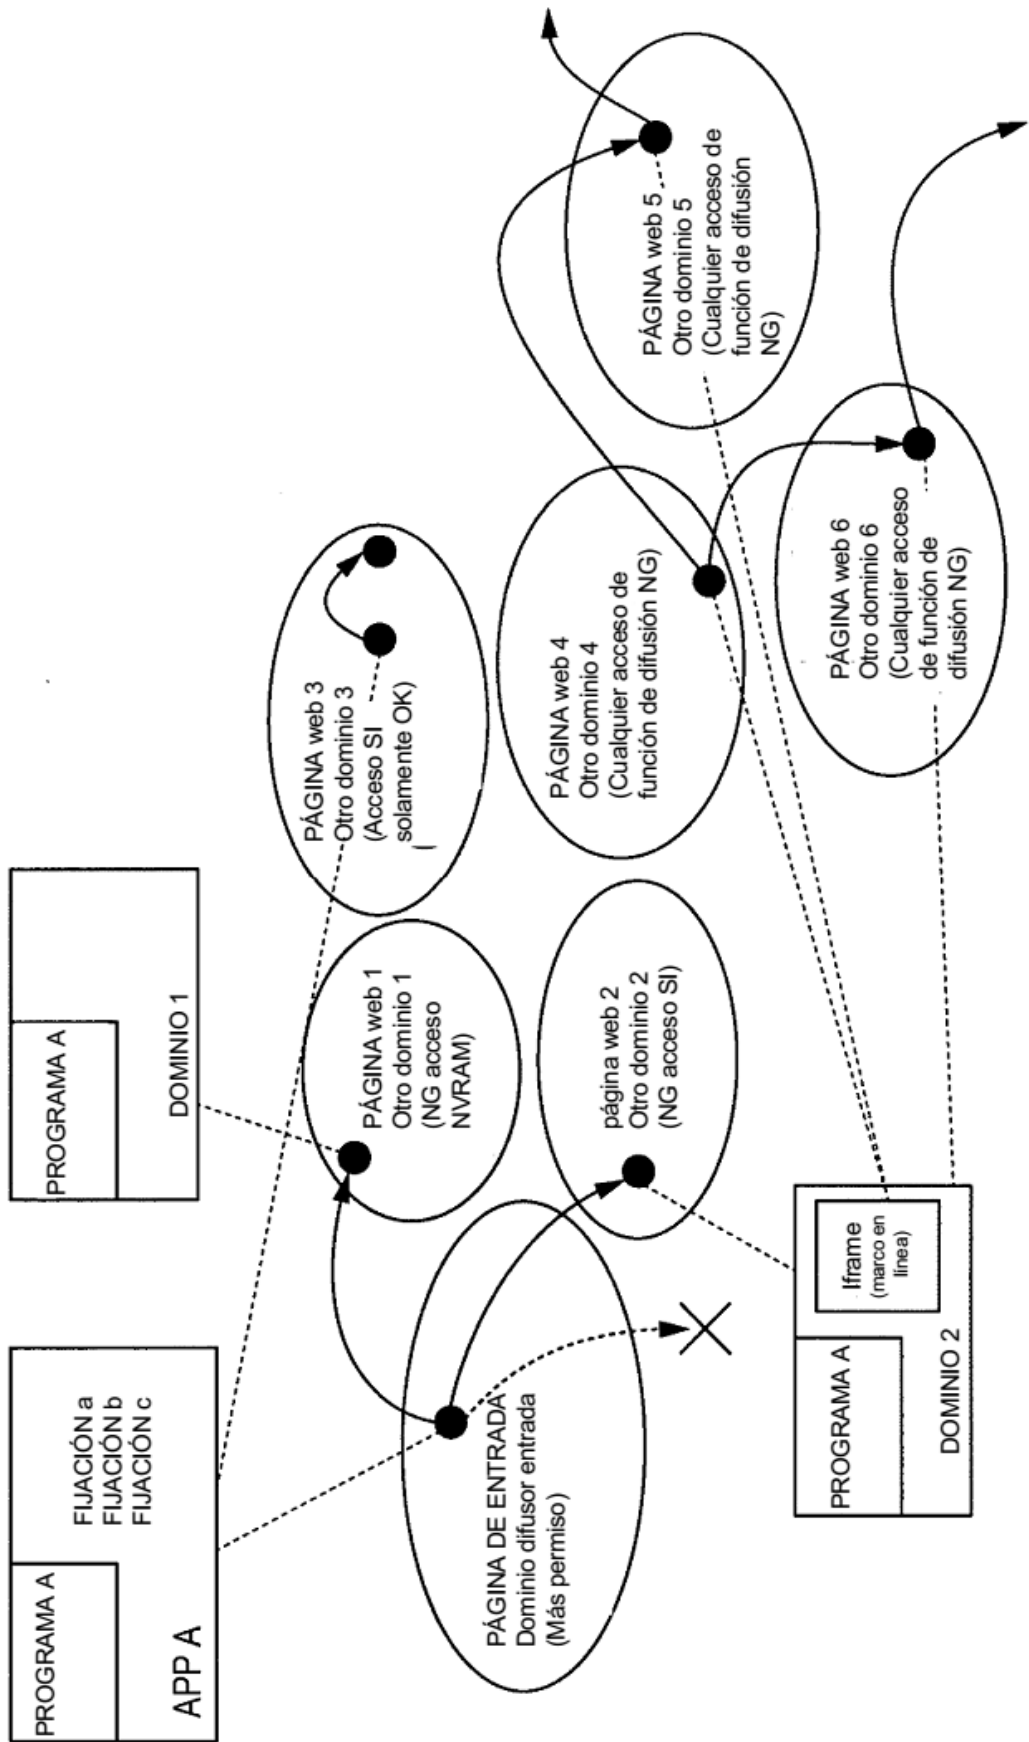 PROGRAMA A
FIJACIÓN a
FIJACIÓN b
FIJACIÓN c
APP A
PROGRAMA A
DOMINIO 1
PÁGINA DE ENTRADA
Dominio difusor entrada
(Más permiso)
PÁGINA web 1
Otro dominio 1
(NG acceso
NVRAM)
página web 2
Otro dominio 2
(NG acceso SI)
PÁGINA web 3
Otro dominio 3
(Acceso SI
solamente OK)
(
PÁGINA web 4
Otro dominio 4
(Cualquier acceso de
función de difusión NG)
PÁGINA web 5
Otro dominio 5
(Cualquier acceso de
función de difusión
NG)
PÁGINA web 6
Otro dominio 6
(Cualquier acceso
de función de
difusión NG)
PROGRAMA A
Iframe
(marco en
línea)
DOMINIO 2